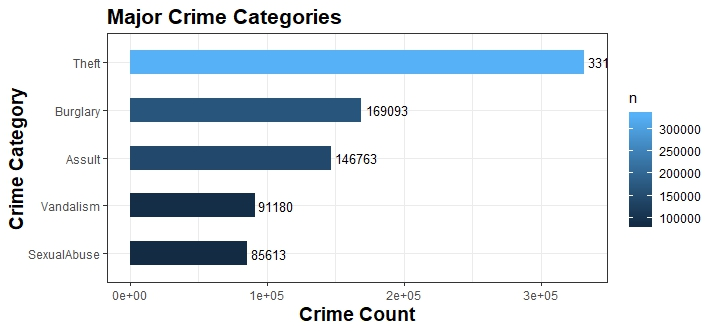 Major Crime Categories
Crime Category
Theft
331
Burglary
169093
Assult
146763
Vandalism
91180
SexualAbuse
85613
0e+00 1e+05 2e+05 3e+05
Crime Count
n
300000
250000
200000
150000
100000